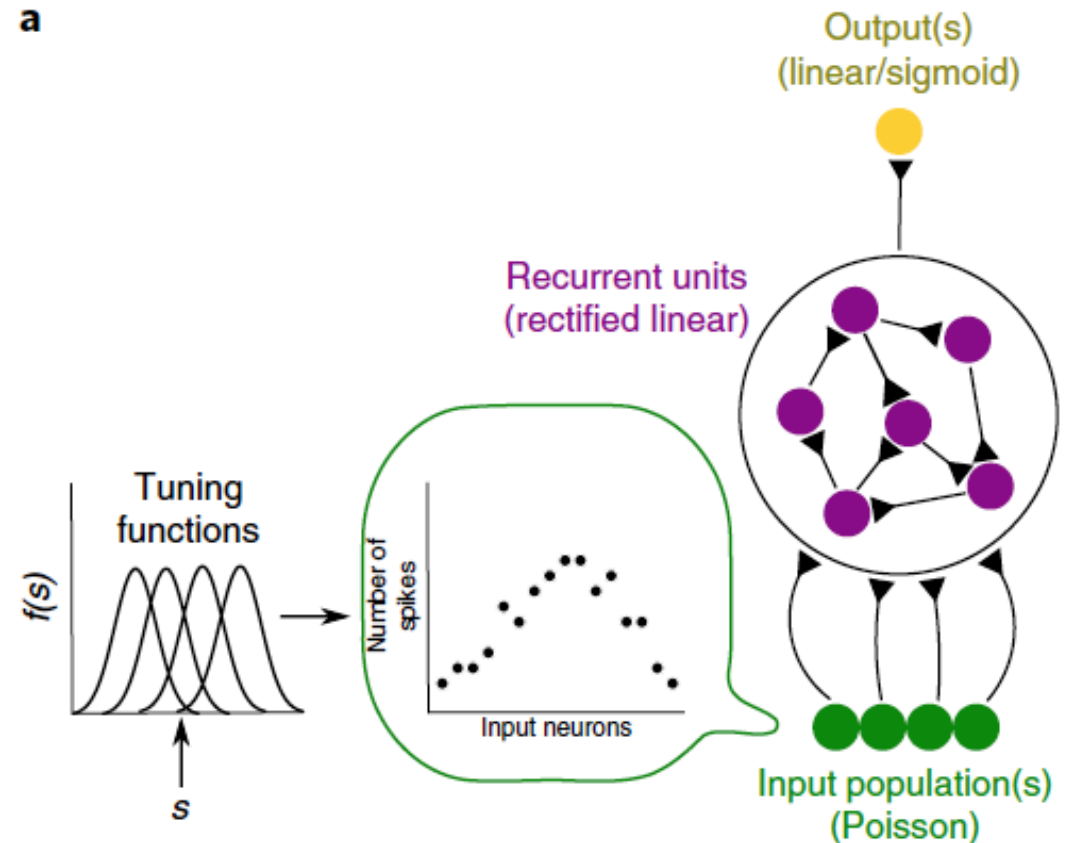 a
Output(s)
(linear/sigmoid)
Recurrent units
(rectified linear)
Tuning
functions
f(s)
s
Number of
spikes
Input neurons
Input population(s)
(Poisson)